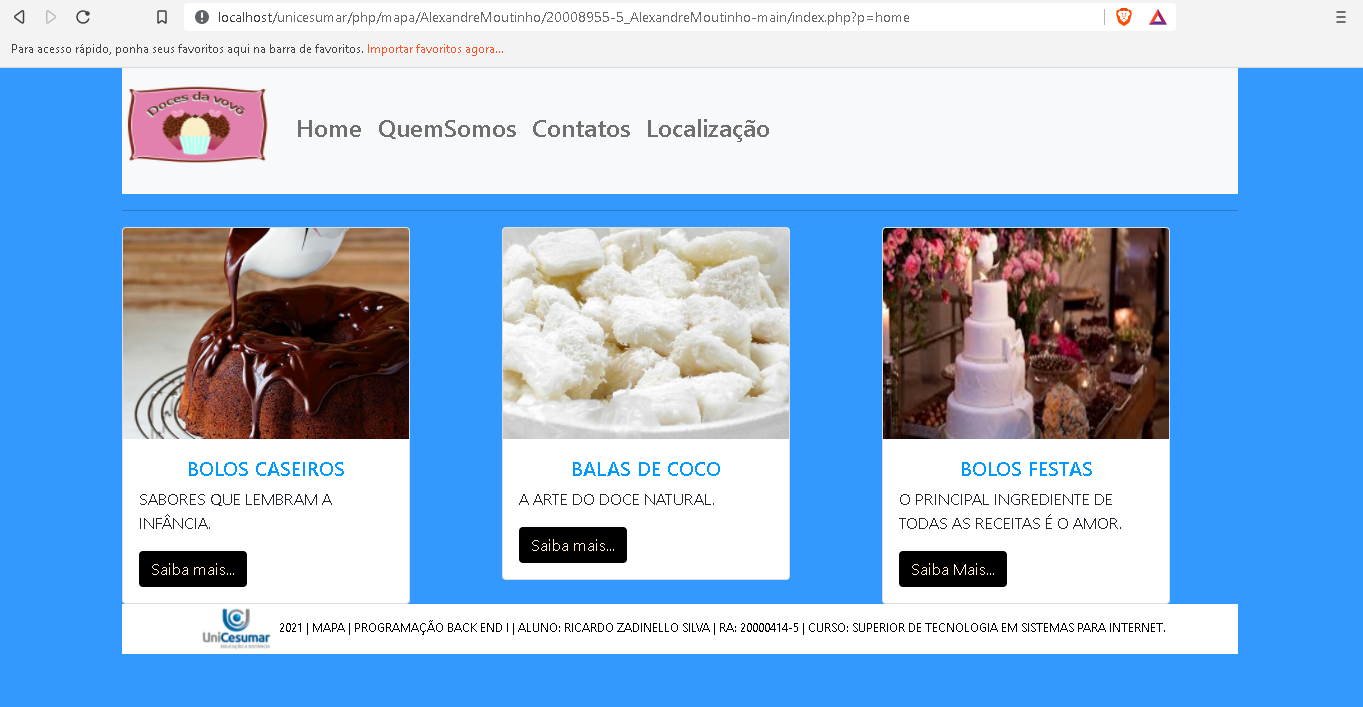 localhost/unicesumar/php/mapa/AlexandreMoutinho/20008955-5_AlexandreMoutinho-main/index.php?p=home
Para acesso rápido, ponha seus favoritos aqui na barra de favoritos. Importar favoritos agora...
Doces da vovó
Home QuemSomos Contatos Localização
BOLOS CASEIROS
SABORES QUE LEMBRAM A
INFÂNCIA.
Saiba mais...
BALAS DE COCO
A ARTE DO DOCE NATURAL.
Saiba mais...
BOLOS FESTAS
O PRINCIPAL INGREDIENTE DE
TODAS AS RECEITAS É O AMOR.
Saiba Mais...
UniCesumar
EDUCAÇÃO A DISTÂNCIA
2021 | MAPA | PROGRAMAÇÃO BACK END I | ALUNO: RICARDO ZADINELLO SILVA | RA: 20000414-5 | CURSO: SUPERIOR DE TECNOLOGIA EM SISTEMAS PARA INTERNET.